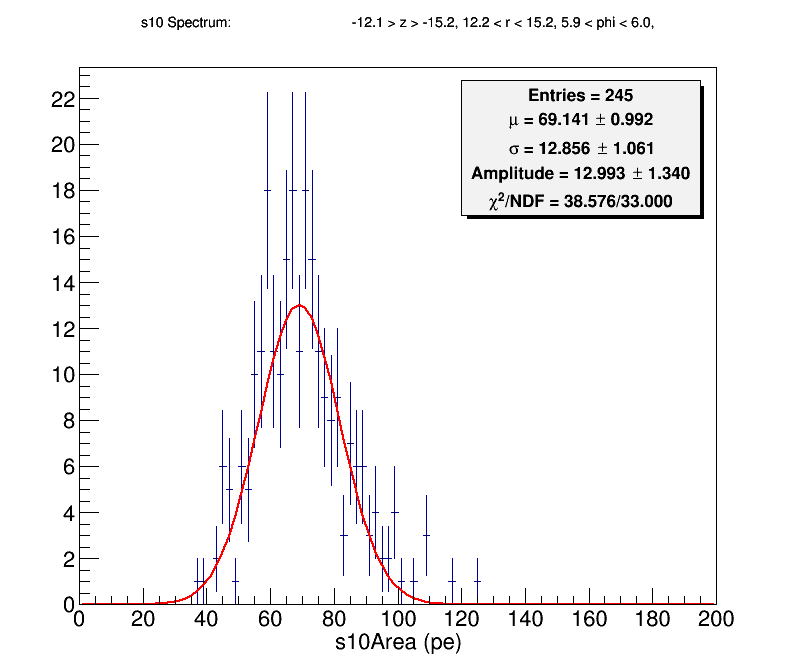 s10 Spectrum: -12.1 > z > -15.2, 12.2 < r < 15.2, 5.9 < phi < 6.0,
Entries = 245
μ = 69.141 ± 0.992
σ = 12.856 ± 1.061
Amplitude = 12.993 ± 1.340
χ²/NDF = 38.576/33.000
22
20
18
16
14
12
10
8
6
4
2
0
0 20 40 60 80 100 120 140 160 180 200
s10Area (pe)